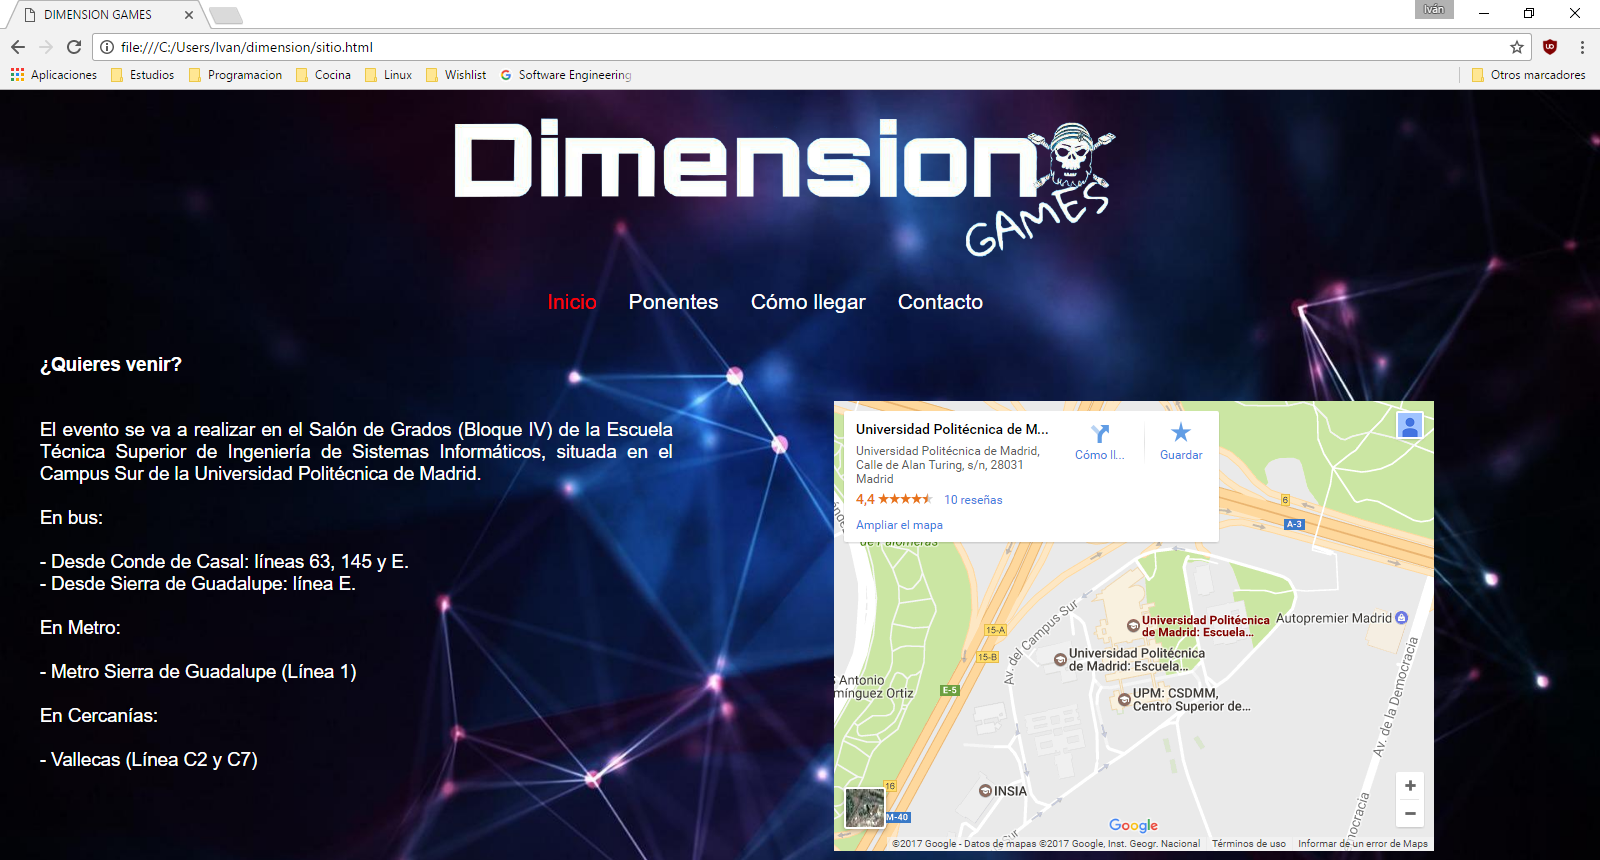 DIMENSION GAMES
Iván
file:///C:/Users/Ivan/dimension/sitio.html
Aplicaciones Estudios Programacion Cocina Linux Wishlist Software Engineering Otros marcadores
Dimension
GAMES
Inicio Ponentes Cómo llegar Contacto
¿Quieres venir?
El evento se va a realizar en el Salón de Grados (Bloque IV) de la Escuela
Técnica Superior de Ingeniería de Sistemas Informáticos, situada en el
Campus Sur de la Universidad Politécnica de Madrid.
En bus:
- Desde Conde de Casal: líneas 63, 145 y E.
- Desde Sierra de Guadalupe: línea E.
En Metro:
- Metro Sierra de Guadalupe (Línea 1)
En Cercanías:
- Vallecas (Línea C2 y C7)
Universidad Politécnica de M...
Universidad Politécnica de Madrid,
Calle de Alan Turing, s/n, 28031
Madrid
4,4 10 reseñas
Ampliar el mapa
Cómo ll...
Guardar
de Palomeras
6
A-3
15-A
15-B
E-5
16
M-40
Av. del Campus Sur
Universidad Politécnica
de Madrid: Escuela...
Autopremier Madrid
Universidad Politécnica
de Madrid: Escuela...
UPM: CSDMM,
Centro Superior de...
Antonio
mínguez Ortiz
Av. de la Democracia
INSIA
Sur
Democracia
+
−
Google
©2017 Google - Datos de mapas ©2017 Google, Inst. Geogr. Nacional Términos de uso Informar de un error de Maps